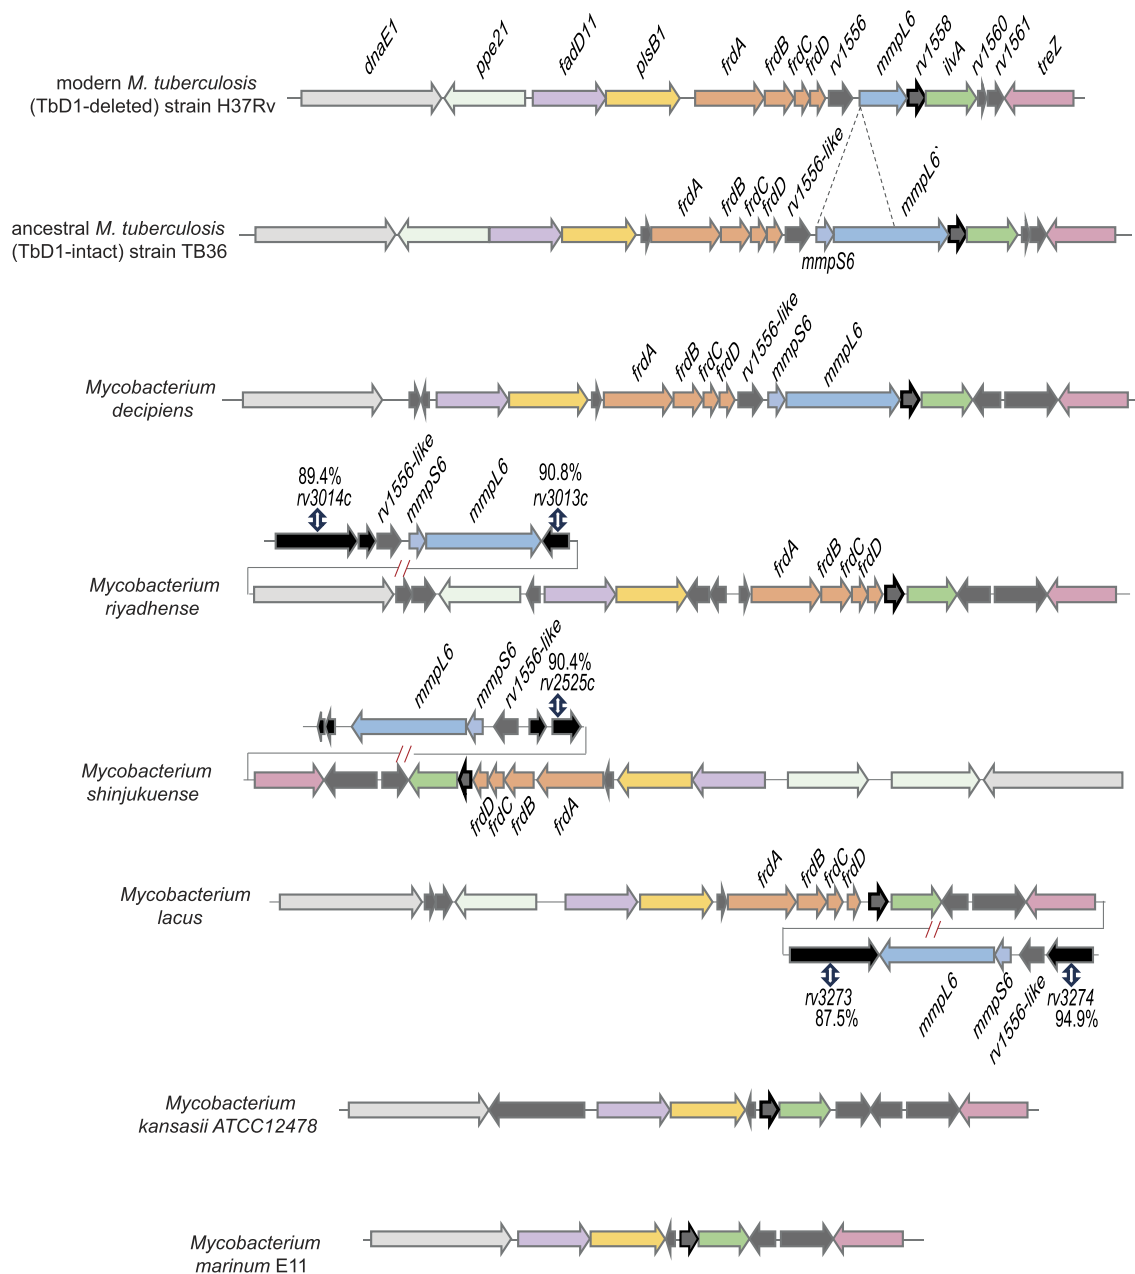 dnaE1 ppe21 fadD11 plsB1 frdA frdB frdC frdD rv1556 mmpL6 rv1558 ilvA rv1560 rv1561 treZ
modern M. tuberculosis
(TbD1-deleted) strain H37Rv
frdA frdB frdC frdD rv1556-like mmpL6`
ancestral M. tuberculosis
(TbD1-intact) strain TB36
mmpS6
frdA frdB frdC frdD rv1556-like mmpS6 mmpL6
Mycobacterium
decipiens
89.4% rv1556-like mmpS6 mmpL6 90.8%
rv3014c rv3013c
frdA frdB frdC frdD
Mycobacterium
riyadhense
mmpL6 mmpS6 rv1556-like 90.4%
rv2525c
Mycobacterium
shinjukuense
frdD frdC frdB frdA
frdA frdB frdC frdD
Mycobacterium
lacus
rv3273 mmpL6 mmpS6 rv1556-like rv3274
87.5% 94.9%
Mycobacterium
kansasii ATCC12478
Mycobacterium
marinum E11